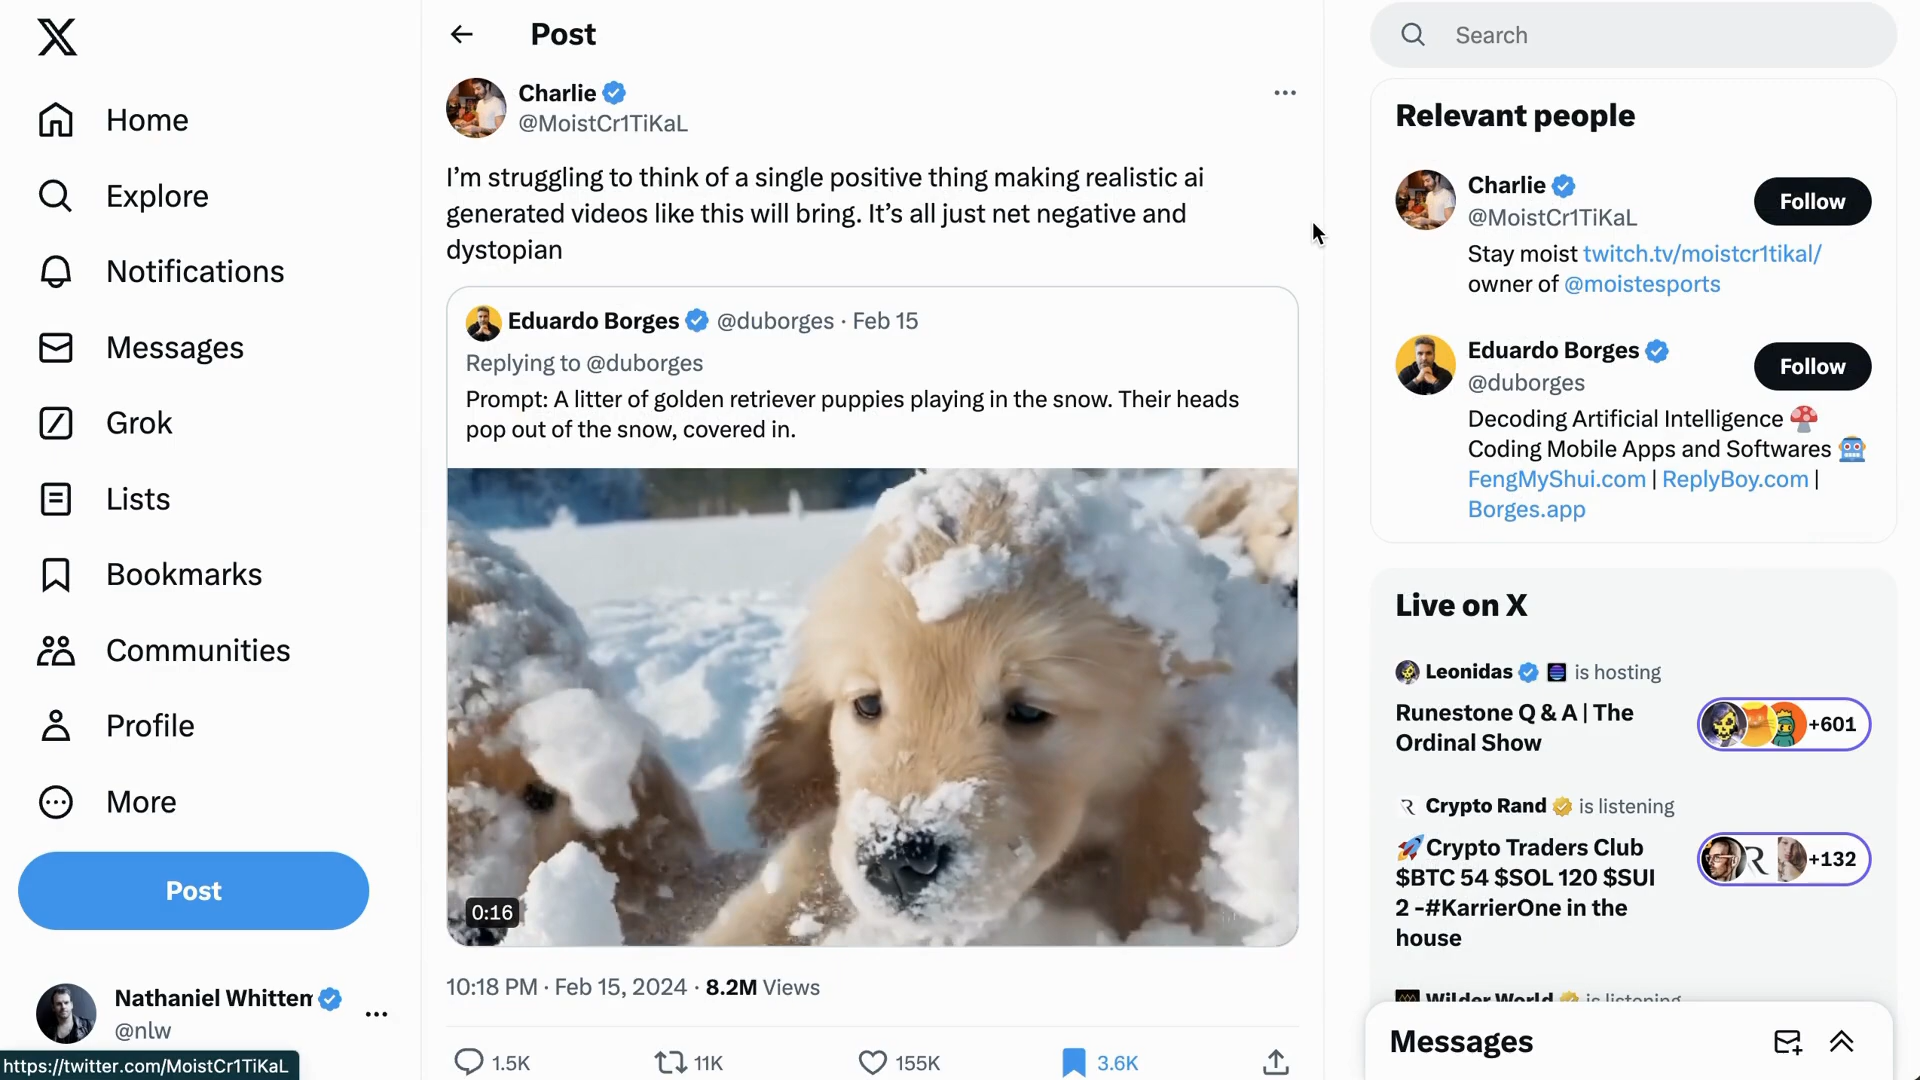 Home
Explore
Notifications
Messages
Grok
Lists
Bookmarks
Communities
Profile
More
Post
Nathaniel Whittem
@nlw
https://twitter.com/MoistCr1TiKaL
Post
Charlie
@MoistCr1TiKaL
I’m struggling to think of a single positive thing making realistic ai
generated videos like this will bring. It’s all just net negative and
dystopian
Eduardo Borges @duborges · Feb 15
Replying to @duborges
Prompt: A litter of golden retriever puppies playing in the snow. Their heads
pop out of the snow, covered in.
0:16
10:18 PM · Feb 15, 2024 · 8.2M Views
1.5K 11K 155K 3.6K
Search
Relevant people
Charlie
@MoistCr1TiKaL
Follow
Stay moist twitch.tv/moistcr1tikal/
owner of @moistesports
Eduardo Borges
@duborges
Follow
Decoding Artificial Intelligence
Coding Mobile Apps and Softwares
FengMyShui.com | ReplyBoy.com |
Borges.app
Live on X
Leonidas is hosting
Runestone Q & A | The
Ordinal Show
+601
Crypto Rand is listening
Crypto Traders Club
$BTC 54 $SOL 120 $SUI
2 -#KarrierOne in the
house
+132
Wilder World is listening
Messages